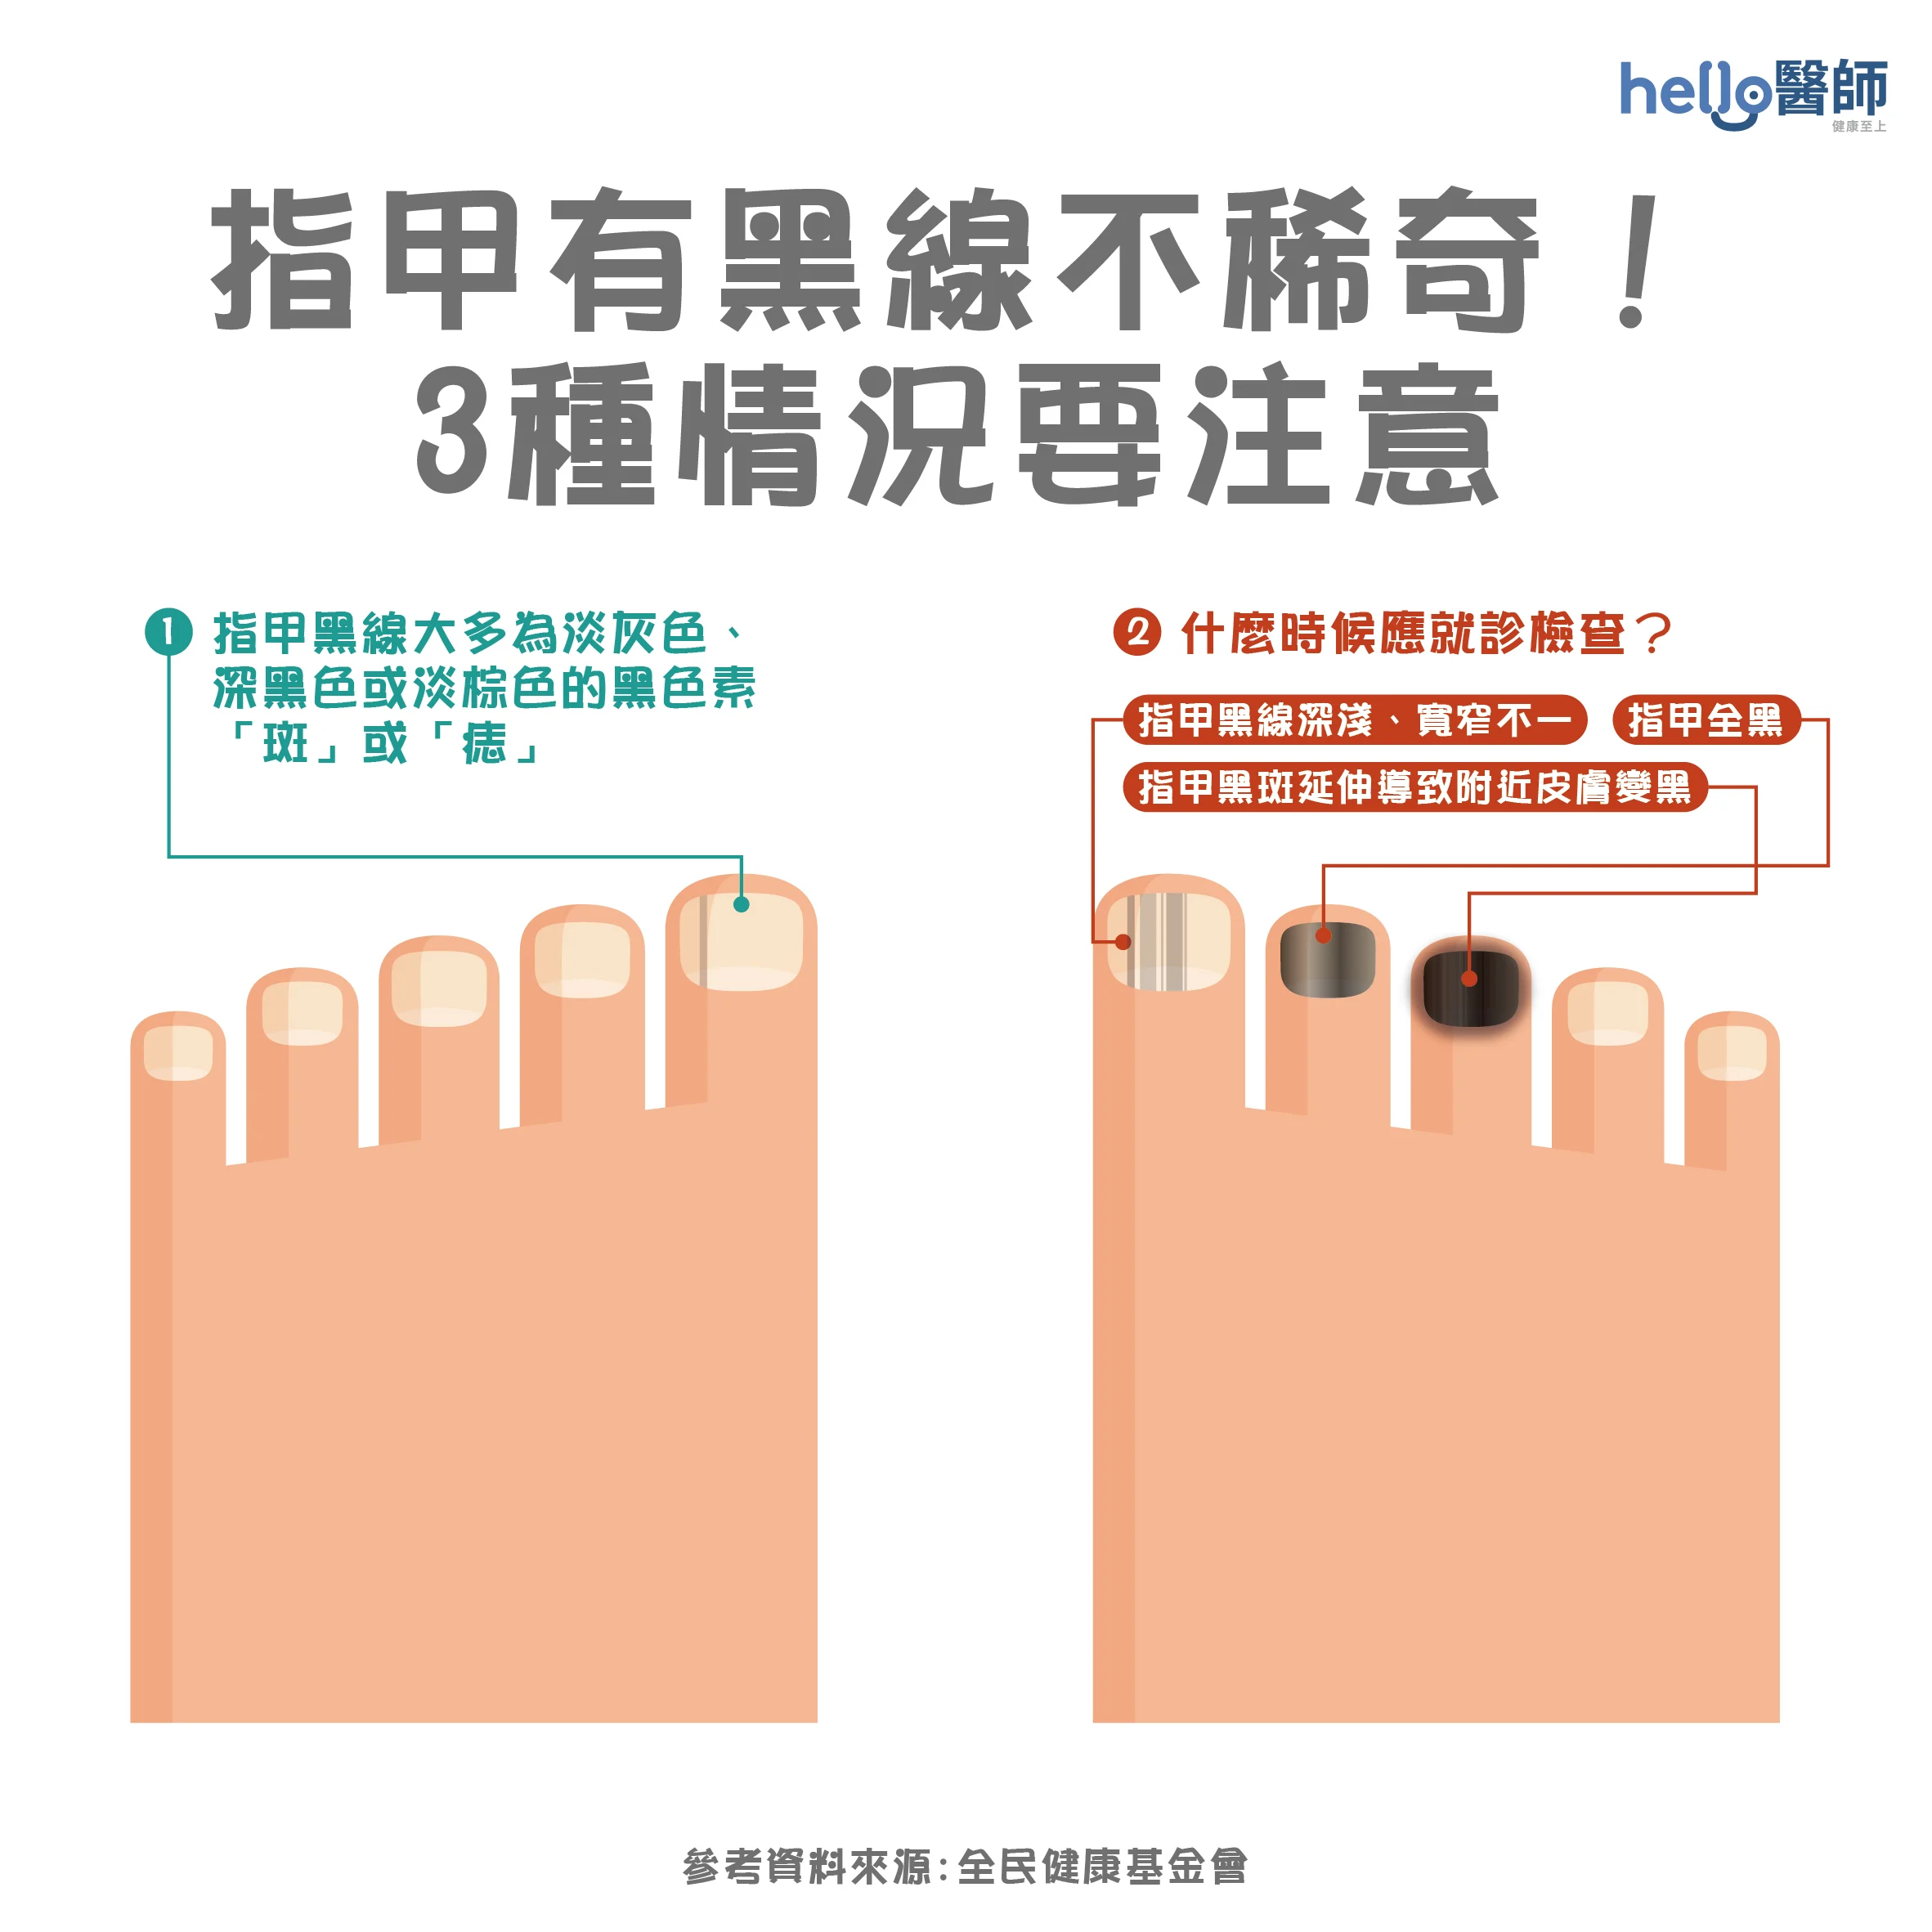 hello醫師
健康至上
指甲有黑線不稀奇！
3種情況要注意
1 指甲黑線大多為淡灰色、
深黑色或淡棕色的黑色素
「斑」或「痣」
2 什麼時候應就診檢查？
指甲黑線深淺、寬窄不一
指甲全黑
指甲黑斑延伸導致附近皮膚變黑
參考資料來源:全民健康基金會